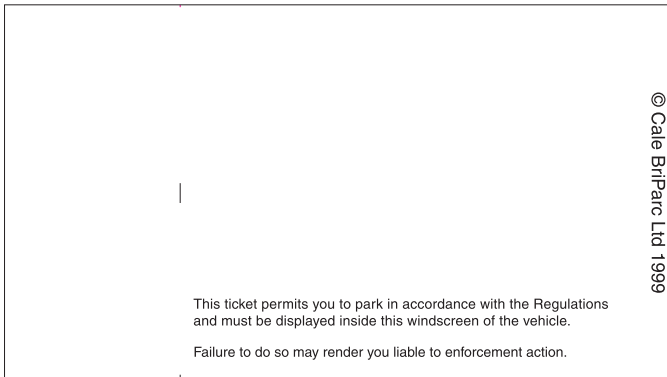 This ticket permits you to park in accordance with the Regulations
and must be displayed inside this windscreen of the vehicle.
Failure to do so may render you liable to enforcement action.
© Cale BriParc Ltd 1999